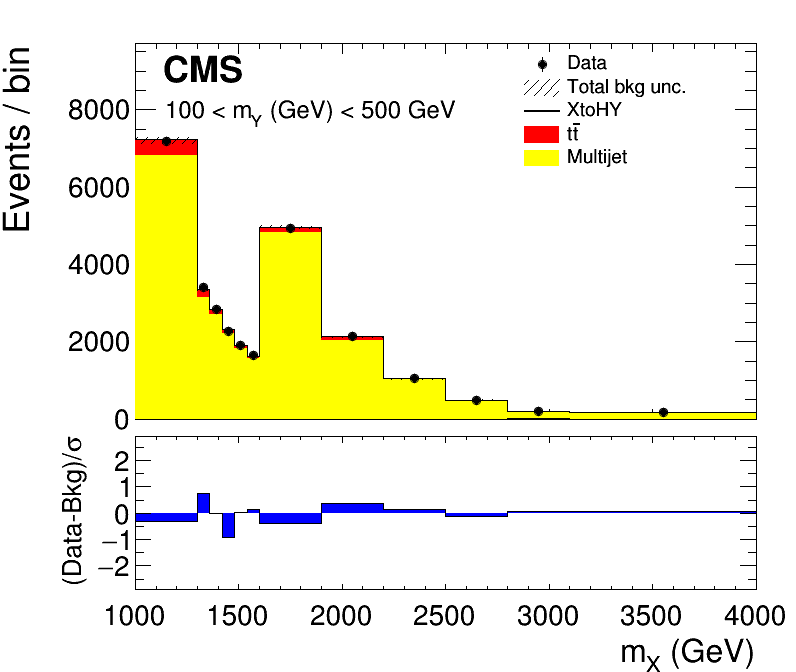 CMS
100 < mY (GeV) < 500 GeV
Data
Total bkg unc.
XtoHY
tt̄
Multijet
Events / bin
8000
6000
4000
2000
0
(Data-Bkg)/σ
2
1
0
−1
−2
1000 1500 2000 2500 3000 3500 4000
mX (GeV)